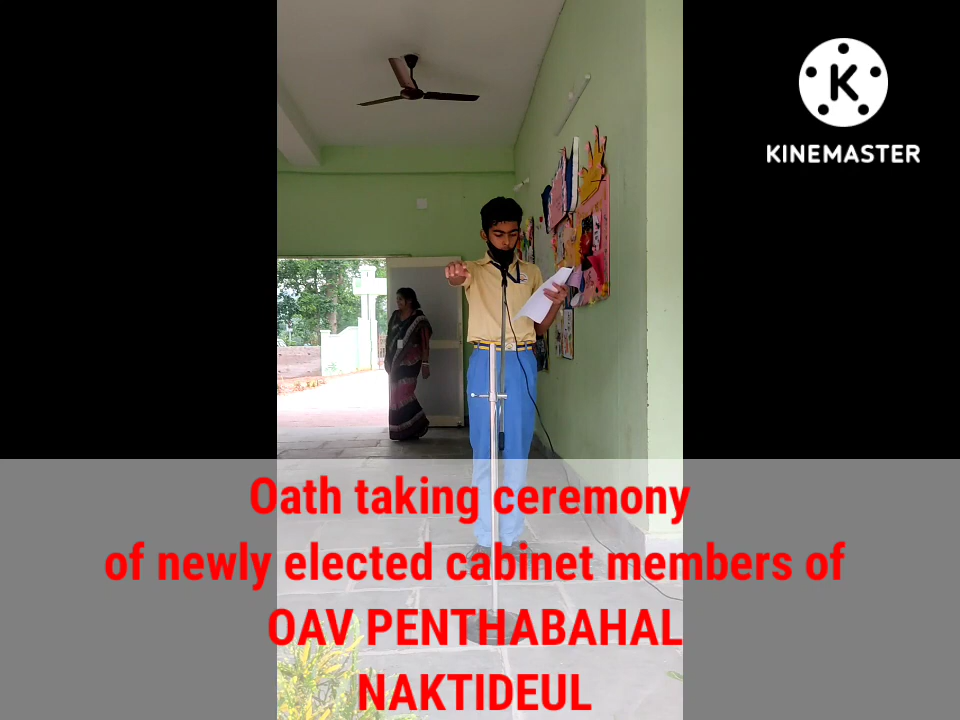 KINEMASTER
Oath taking ceremony
of newly elected cabinet members of
OAV PENTHABAHAL
NAKTIDEUL